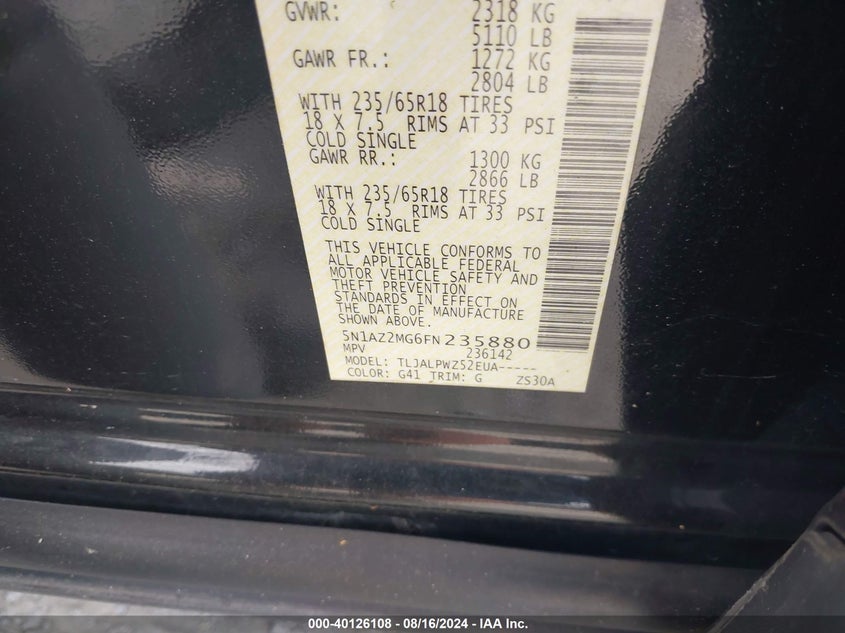 GVWR: 2318 KG
5110 LB
GAWR FR.: 1272 KG
2804 LB
WITH 235/65R18 TIRES
18 X 7.5 RIMS AT 33 PSI
COLD SINGLE
GAWR RR.: 1300 KG
2866 LB
WITH 235/65R18 TIRES
18 X 7.5 RIMS AT 33 PSI
COLD SINGLE
THIS VEHICLE CONFORMS TO
ALL APPLICABLE FEDERAL
MOTOR VEHICLE SAFETY AND
THEFT PREVENTION
STANDARDS IN EFFECT ON
THE DATE OF MANUFACTURE
SHOWN ABOVE.
5N1AZ2MG6FN235880
MPV 236142
MODEL: TLJALPWZ52EUA-----
COLOR: G41 TRIM: G ZS30A
000-40126108 - 08/16/2024 - IAA Inc.